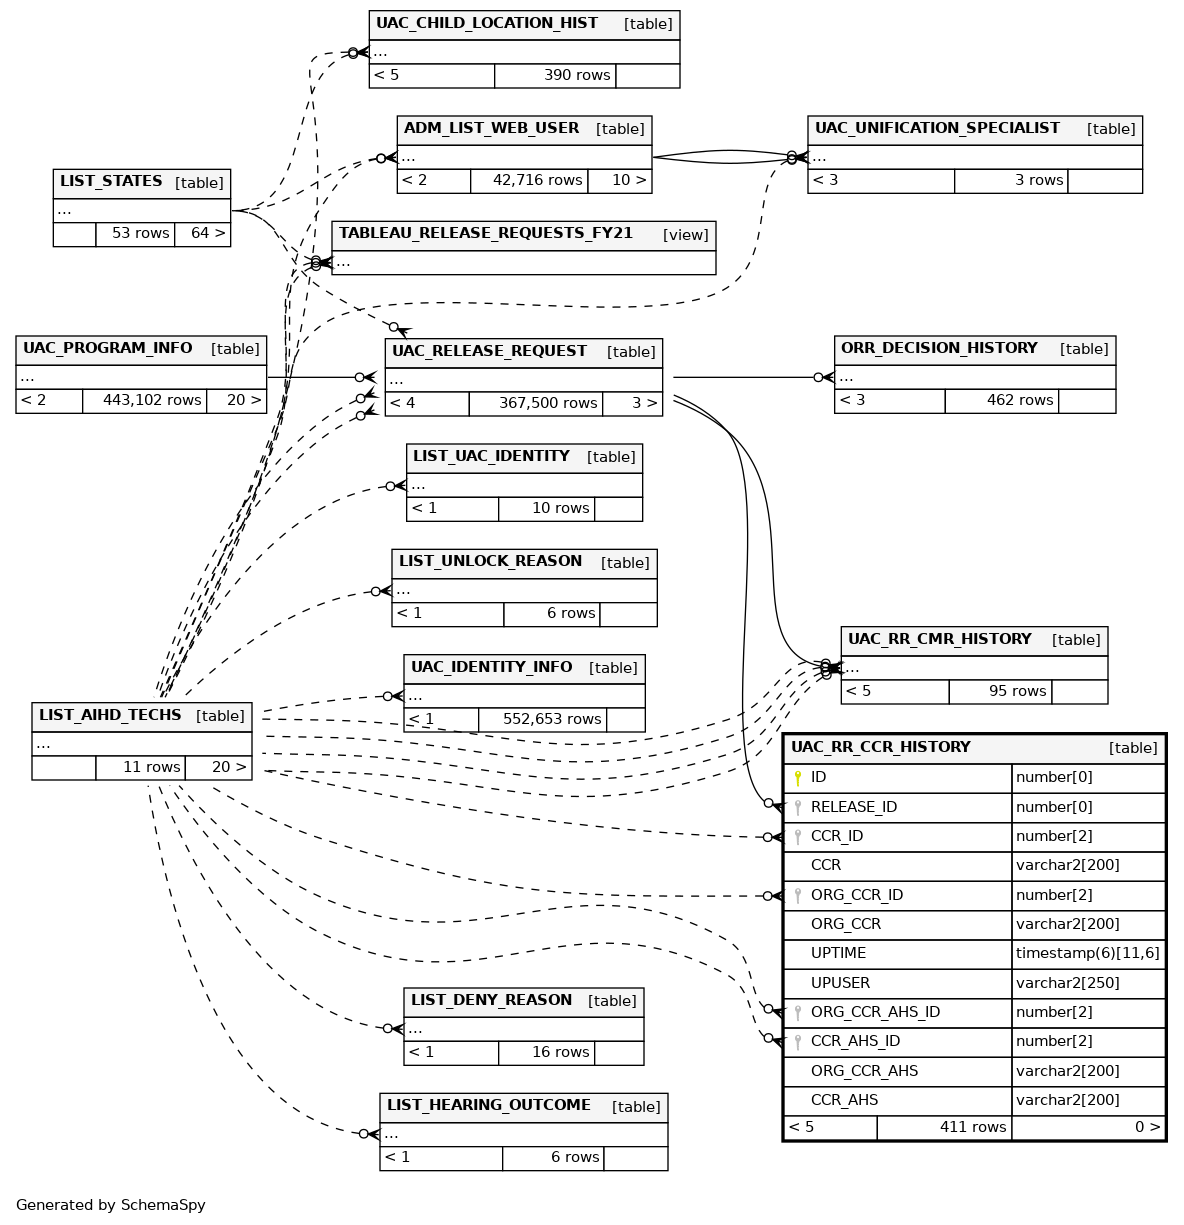 UAC_CHILD_LOCATION_HIST [table]
...
< 5 390 rows
ADM_LIST_WEB_USER [table]
...
< 2 42,716 rows 10 >
UAC_UNIFICATION_SPECIALIST [table]
...
< 3 3 rows
LIST_STATES [table]
...
53 rows 64 >
TABLEAU_RELEASE_REQUESTS_FY21 [view]
...
UAC_PROGRAM_INFO [table]
...
< 2 443,102 rows 20 >
UAC_RELEASE_REQUEST [table]
...
< 4 367,500 rows 3 >
ORR_DECISION_HISTORY [table]
...
< 3 462 rows
LIST_UAC_IDENTITY [table]
...
< 1 10 rows
LIST_UNLOCK_REASON [table]
...
< 1 6 rows
UAC_RR_CMR_HISTORY [table]
...
< 5 95 rows
UAC_IDENTITY_INFO [table]
...
< 1 552,653 rows
LIST_AIHD_TECHS [table]
...
11 rows 20 >
UAC_RR_CCR_HISTORY [table]
ID number[0]
RELEASE_ID number[0]
CCR_ID number[2]
CCR varchar2[200]
ORG_CCR_ID number[2]
ORG_CCR varchar2[200]
UPTIME timestamp(6)[11,6]
UPUSER varchar2[250]
ORG_CCR_AHS_ID number[2]
CCR_AHS_ID number[2]
ORG_CCR_AHS varchar2[200]
CCR_AHS varchar2[200]
< 5 411 rows 0 >
LIST_DENY_REASON [table]
...
< 1 16 rows
LIST_HEARING_OUTCOME [table]
...
< 1 6 rows
Generated by SchemaSpy